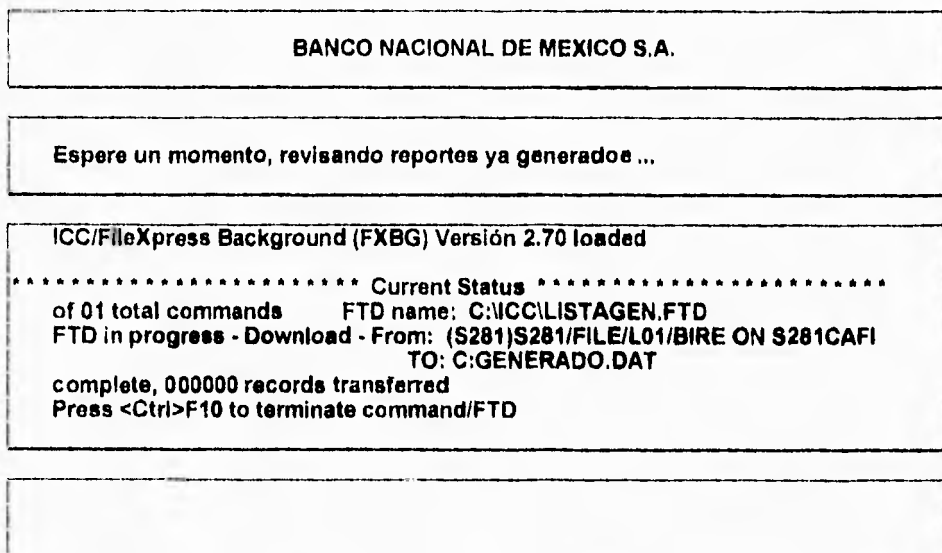 BANCO NACIONAL DE MEXICO S.A.
Espere un momento, revisando reportes ya generados ...
ICC/FileXpress Background (FXBG) Versión 2.70 loaded
* * * * * * * * * * * * * * * * * * * * * * * * Current Status * * * * * * * * * * * * * * * * * * * * * * * *
of 01 total commands FTD name: C:\ICC\LISTAGEN.FTD
FTD in progress - Download - From: (S281)S281/FILE/L01/BIRE ON S281CAFI
TO: C:GENERADO.DAT
complete, 000000 records transferred
Press <Ctrl>F10 to terminate command/FTD